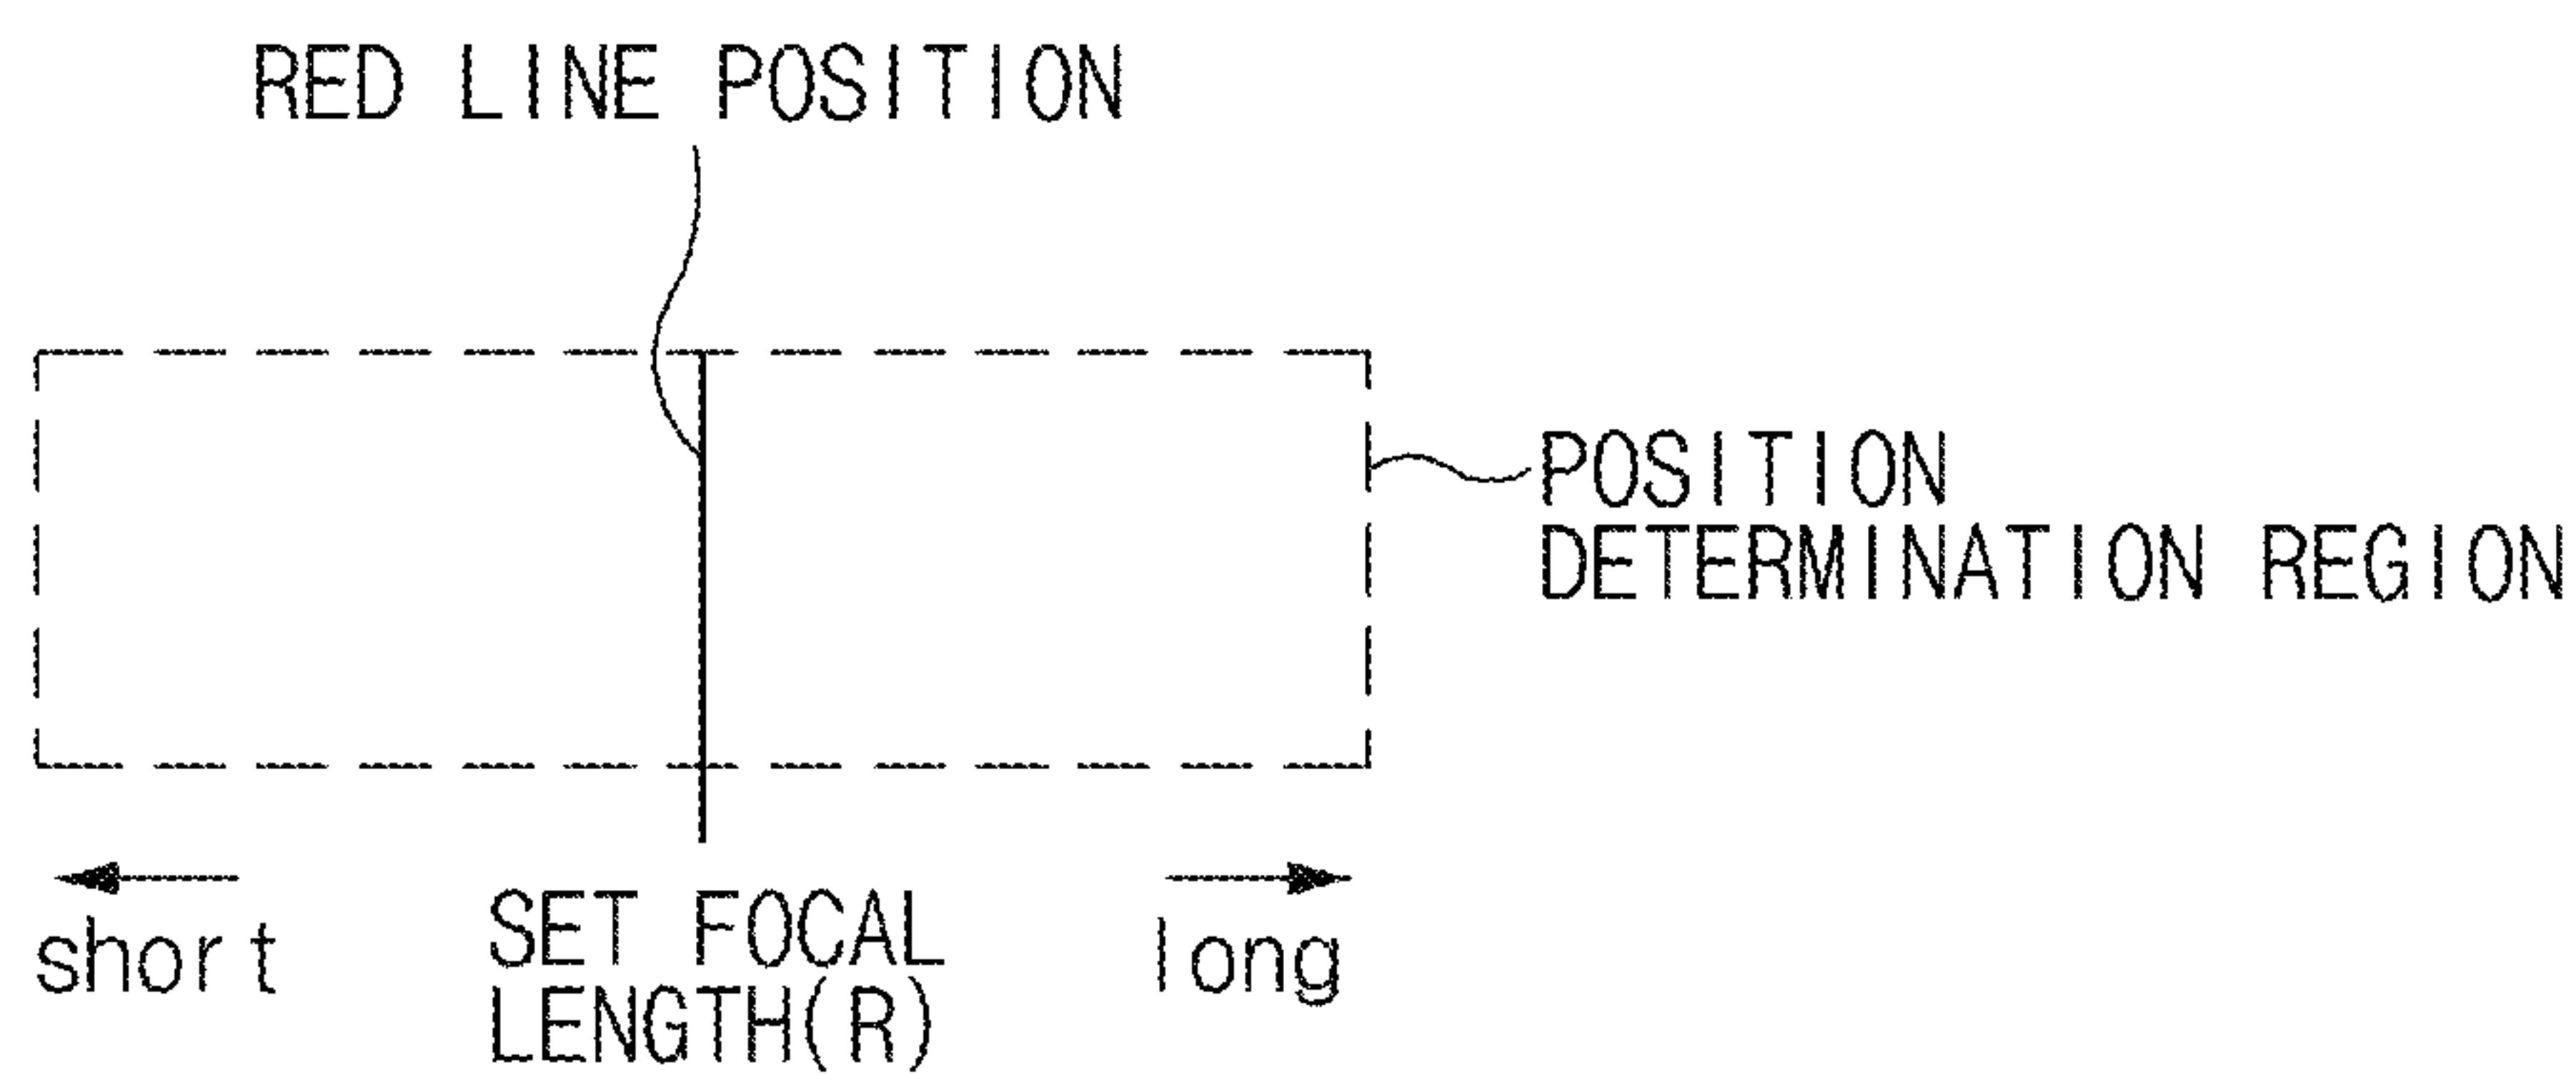 RED LINE POSITION
POSITION
DETERMINATION REGION
short
SET FOCAL
LENGTH(R)
long